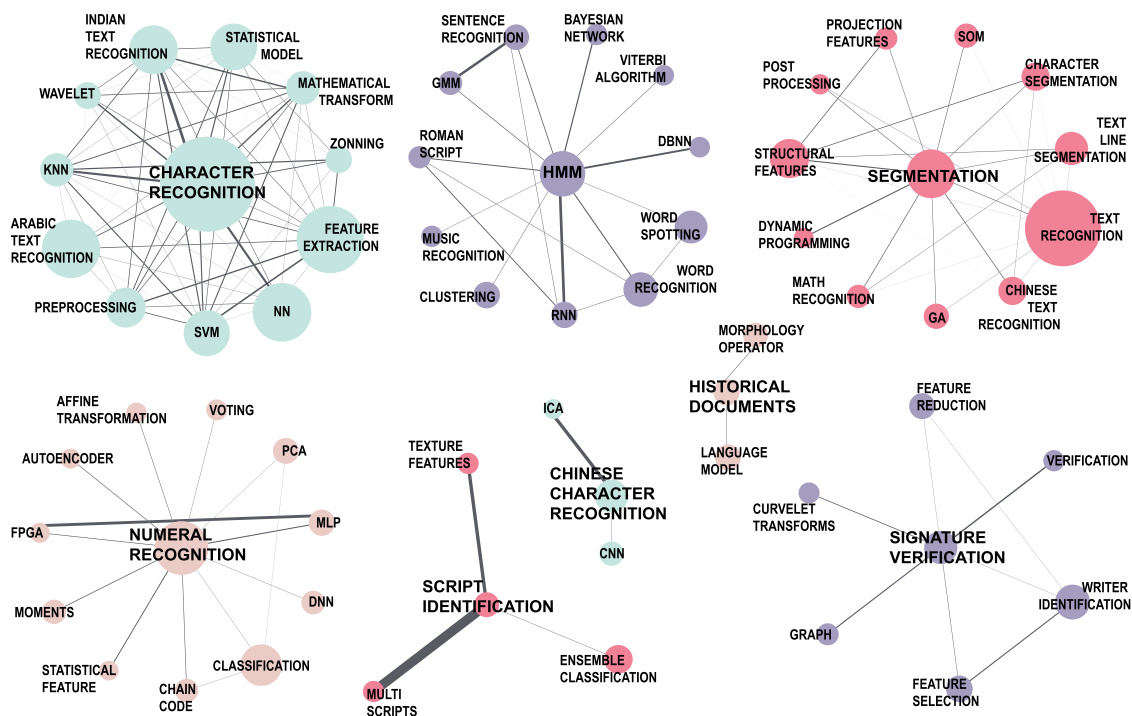 INDIAN
TEXT
RECOGNITION
STATISTICAL
MODEL
WAVELET
MATHEMATICAL
TRANSFORM
ZONNING
KNN
CHARACTER
RECOGNITION
ARABIC
TEXT
RECOGNITION
FEATURE
EXTRACTION
PREPROCESSING
SVM
NN
SENTENCE
RECOGNITION
BAYESIAN
NETWORK
GMM
VITERBI
ALGORITHM
ROMAN
SCRIPT
DBNN
HMM
MUSIC
RECOGNITION
WORD
SPOTTING
CLUSTERING
WORD
RECOGNITION
RNN
PROJECTION
FEATURES
SOM
POST
PROCESSING
CHARACTER
SEGMENTATION
STRUCTURAL
FEATURES
TEXT
LINE
SEGMENTATION
SEGMENTATION
TEXT
RECOGNITION
DYNAMIC
PROGRAMMING
MATH
RECOGNITION
GA
CHINESE
TEXT
RECOGNITION
MORPHOLOGY
OPERATOR
HISTORICAL
DOCUMENTS
LANGUAGE
MODEL
AFFINE
TRANSFORMATION
VOTING
AUTOENCODER
PCA
FPGA
MLP
NUMERAL
RECOGNITION
MOMENTS
DNN
STATISTICAL
FEATURE
CHAIN
CODE
CLASSIFICATION
TEXTURE
FEATURES
SCRIPT
IDENTIFICATION
MULTI
SCRIPTS
ENSEMBLE
CLASSIFICATION
ICA
CHINESE
CHARACTER
RECOGNITION
CNN
FEATURE
REDUCTION
VERIFICATION
CURVELET
TRANSFORMS
SIGNATURE
VERIFICATION
WRITER
IDENTIFICATION
GRAPH
FEATURE
SELECTION